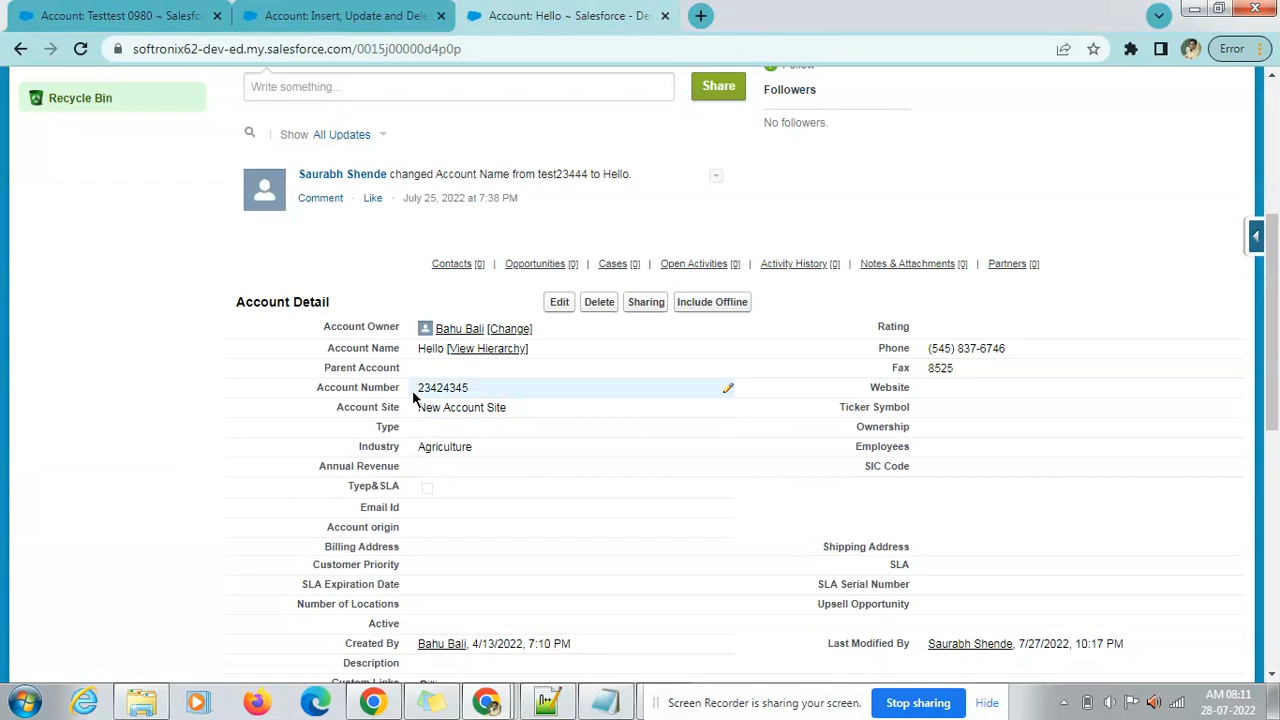 Account: Testtest 0980 ~ Salesfo
Account: Insert, Update and Dele
Account: Hello ~ Salesforce - De
softronix62-dev-ed.my.salesforce.com/0015j00000d4p0p
Error
Recycle Bin
Write something...
Share
Followers
No followers.
Show All Updates
Saurabh Shende changed Account Name from test23444 to Hello.
Comment · Like · July 25, 2022 at 7:38 PM
Contacts [0] | Opportunities [0] | Cases [0] | Open Activities [0] | Activity History [0] | Notes & Attachments [0] | Partners [0]
Account Detail
Edit Delete Sharing Include Offline
Account Owner Bahu Bali [Change] Rating
Account Name Hello [View Hierarchy] Phone (545) 837-6746
Parent Account Fax 8525
Account Number 23424345 Website
Account Site New Account Site Ticker Symbol
Type Ownership
Industry Agriculture Employees
Annual Revenue SIC Code
Tyep&SLA
Email Id
Account origin
Billing Address Shipping Address
Customer Priority SLA
SLA Expiration Date SLA Serial Number
Number of Locations Upsell Opportunity
Active
Created By Bahu Bali, 4/13/2022, 7:10 PM Last Modified By Saurabh Shende, 7/27/2022, 10:17 PM
Description
Screen Recorder is sharing your screen. Stop sharing Hide
AM 08:11
28-07-2022